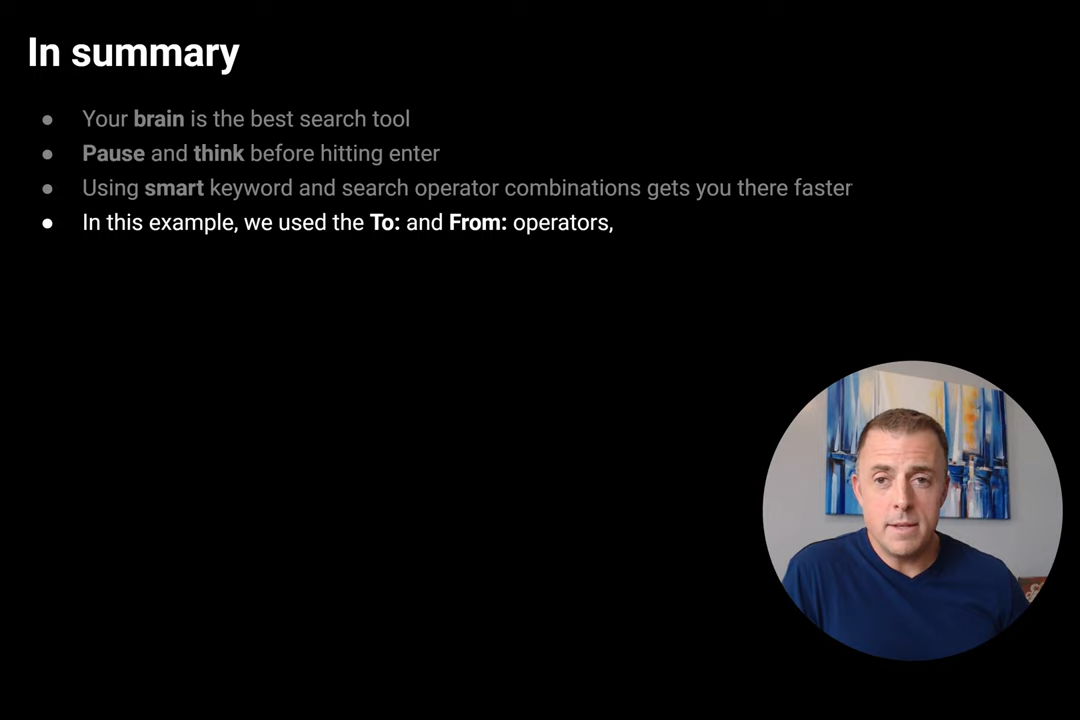 In summary
● Your brain is the best search tool
● Pause and think before hitting enter
● Using smart keyword and search operator combinations gets you there faster
● In this example, we used the To: and From: operators,